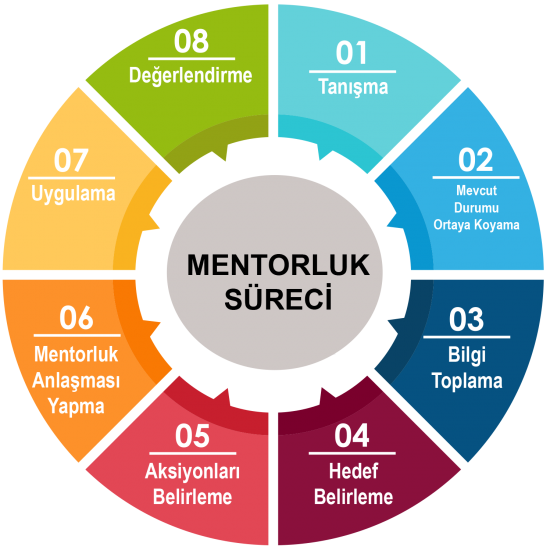 MENTORLUK
SÜRECİ
01
Tanışma
02
Mevcut
Durumu
Ortaya Koyama
03
Bilgi
Toplama
04
Hedef
Belirleme
05
Aksiyonları
Belirleme
06
Mentorluk
Anlaşması
Yapma
07
Uygulama
08
Değerlendirme